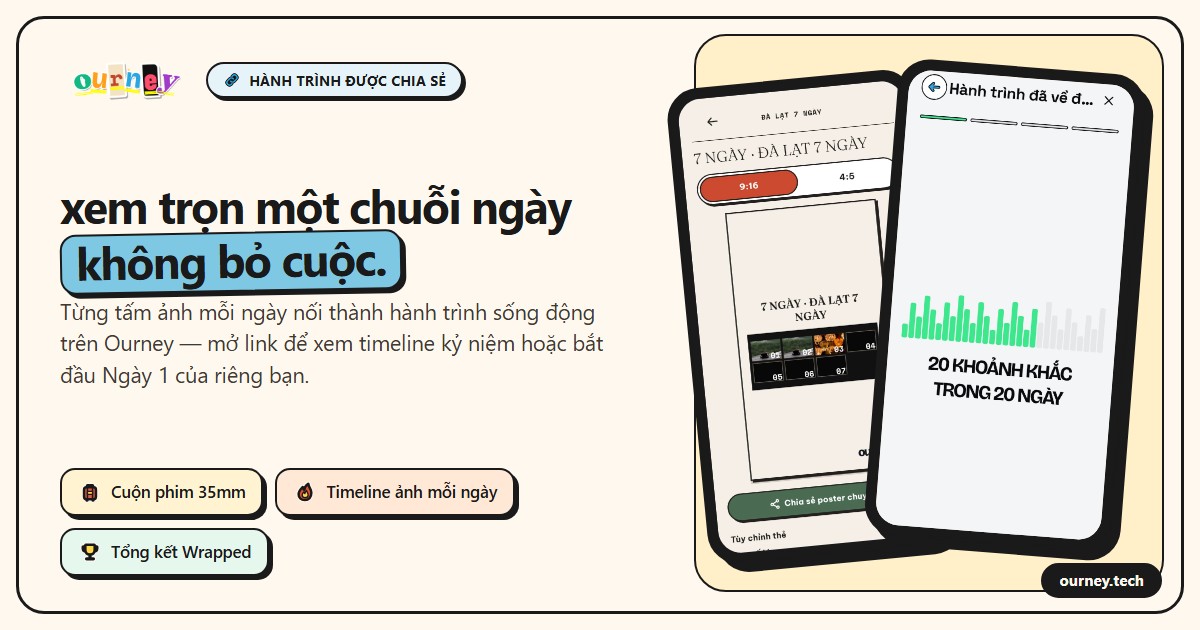 ourney
HÀNH TRÌNH ĐƯỢC CHIA SẺ
xem trọn một chuỗi ngày
không bỏ cuộc.
Từng tấm ảnh mỗi ngày nối thành hành trình sống động
trên Ourney — mở link để xem timeline kỷ niệm hoặc bắt
đầu Ngày 1 của riêng bạn.
Cuộn phim 35mm
Timeline ảnh mỗi ngày
Tổng kết Wrapped
ĐÀ LẠT 7 NGÀY
7 NGÀY · ĐÀ LẠT 7 NGÀY
9:16
4:5
7 NGÀY · ĐÀ LẠT 7
NGÀY
01 02 03 04
05 06 07
Chia sẻ poster
Tùy chỉnh thẻ
Hành trình đã về đ...
20 KHOẢNH KHẮC
TRONG 20 NGÀY
ourney.tech